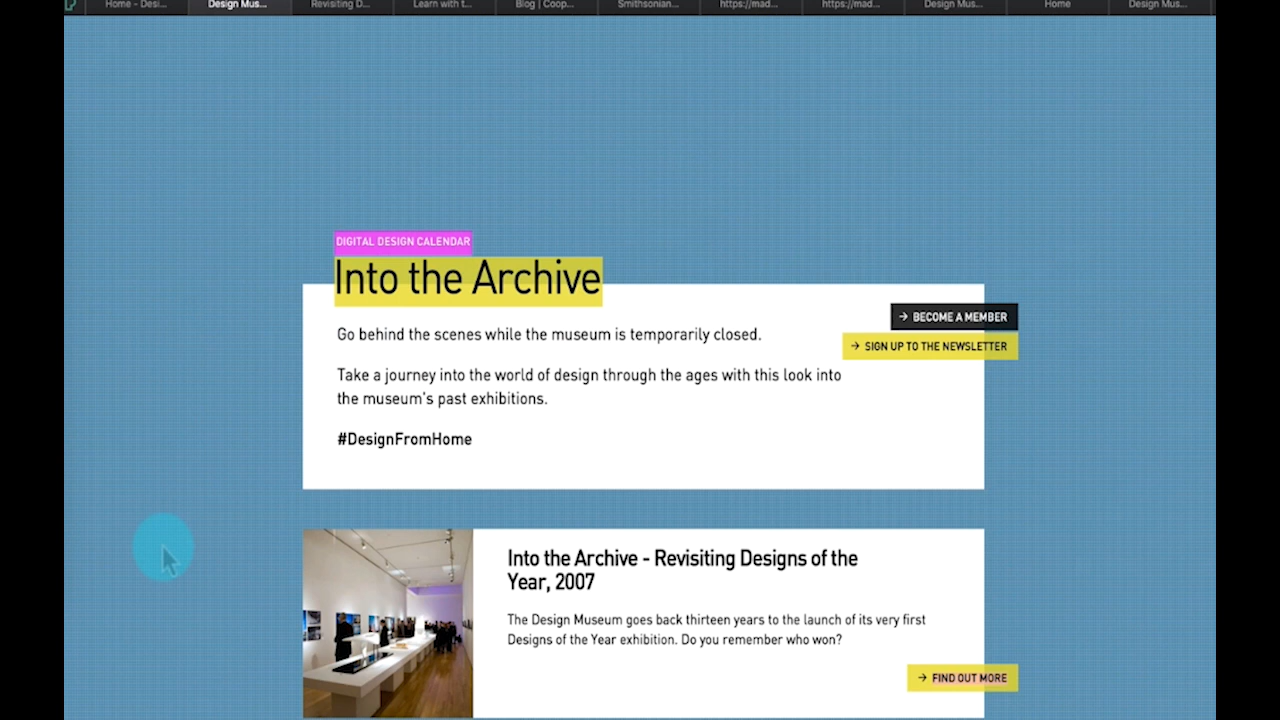 Home - Desi...
Design Mus...
Revisiting D...
Learn with t...
Blog | Coop...
Smithsonian...
https://mad...
https://mad...
Design Mus...
Home
Design Mus...
DIGITAL DESIGN CALENDAR
Into the Archive
→ BECOME A MEMBER
→ SIGN UP TO THE NEWSLETTER
Go behind the scenes while the museum is temporarily closed.
Take a journey into the world of design through the ages with this look into
the museum's past exhibitions.
#DesignFromHome
Into the Archive - Revisiting Designs of the
Year, 2007
The Design Museum goes back thirteen years to the launch of its very first
Designs of the Year exhibition. Do you remember who won?
→ FIND OUT MORE